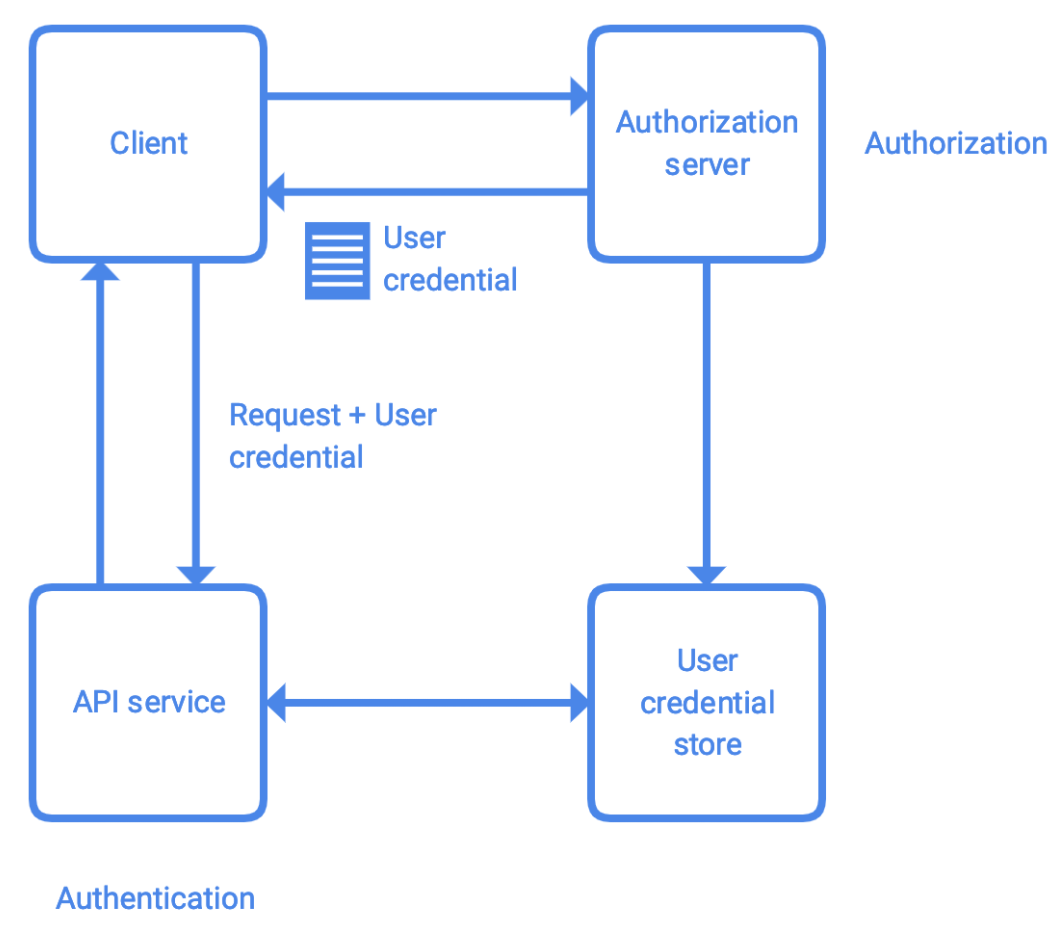 Client
Authorization
server
Authorization
User
credential
Request + User
credential
API service
User
credential
store
Authentication